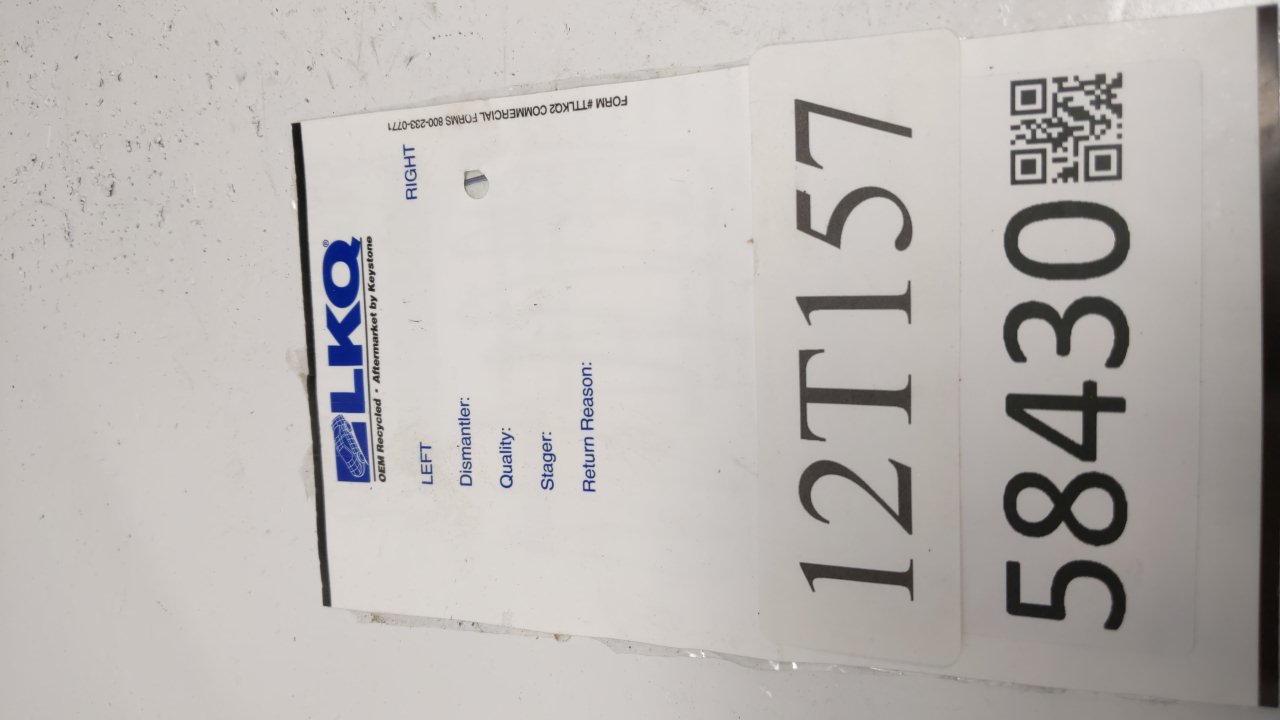 LKQ®
OEM Recycled • Aftermarket by Keystone
LEFT RIGHT
Dismantler:
Quality:
Stager:
Return Reason:
FORM #TTLKQ2 COMMERCIAL FORMS 800-233-0771
12T157
58430